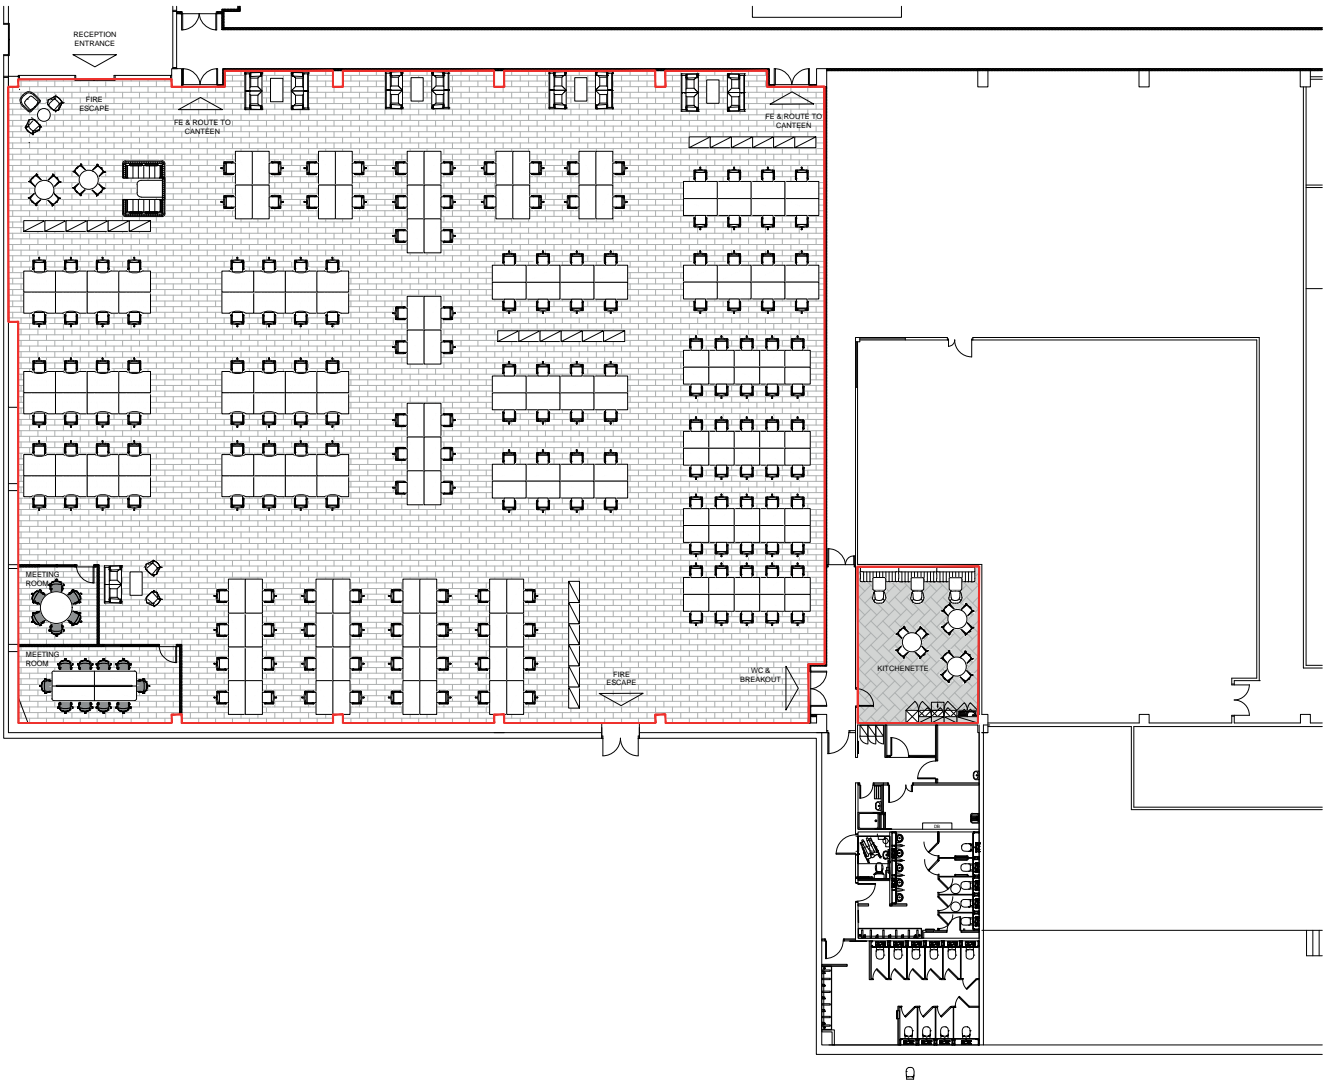 RECEPTION
ENTRANCE
FIRE
ESCAPE
FE & ROUTE TO
CANTEEN
FE & ROUTE TO
CANTEEN
MEETING
ROOM
MEETING
ROOM
FIRE
ESCAPE
WC &
BREAKOUT
KITCHENETTE